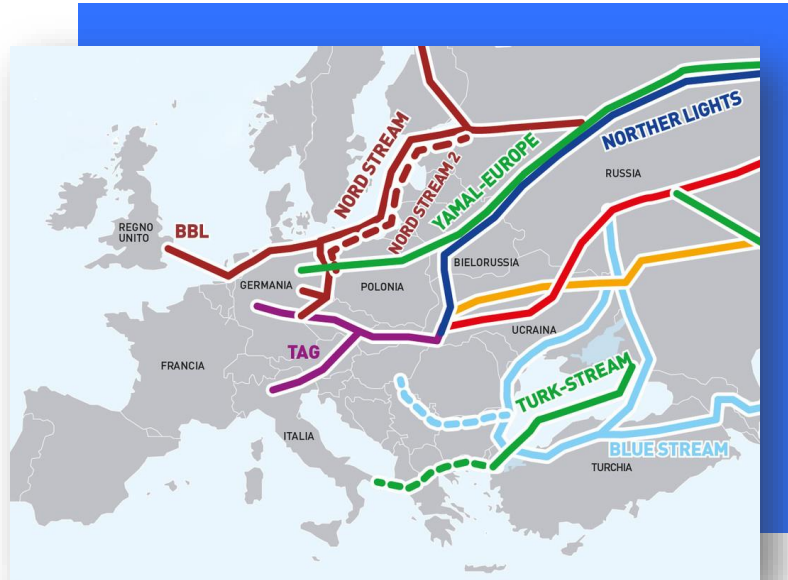 NORD STREAM
NORD STREAM 2
YAMAL-EUROPE
NORTHER LIGHTS
RUSSIA
REGNO
UNITO
BBL
BIELORUSSIA
GERMANIA
POLONIA
UCRAINA
TAG
FRANCIA
TURK-STREAM
ITALIA
BLUE STREAM
TURCHIA